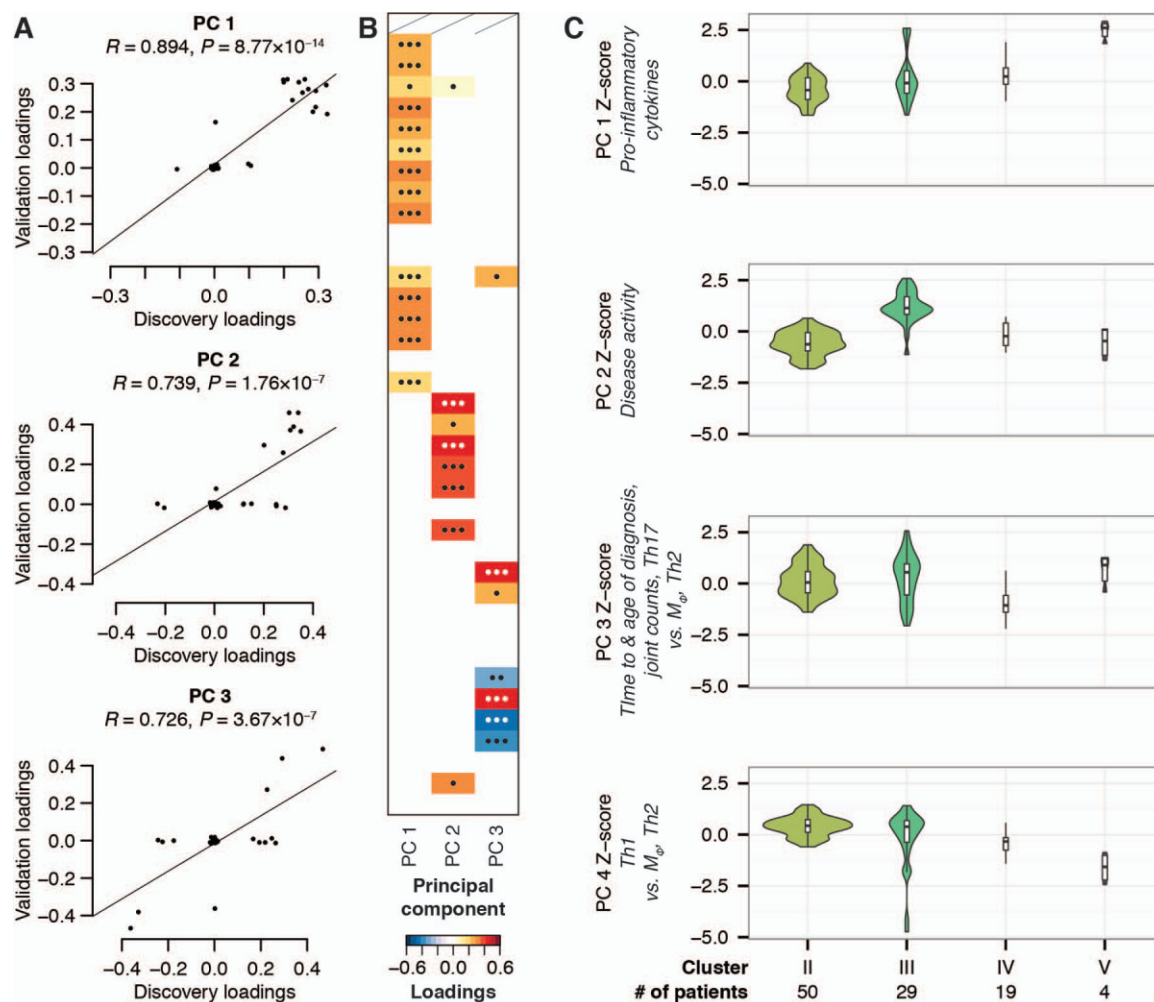 A
PC 1
R = 0.894, P = 8.77×10⁻¹⁴
Validation loadings
0.3
0.2
0.1
0.0
−0.1
−0.2
−0.3
−0.3 0.0 0.3
Discovery loadings
PC 2
R = 0.739, P = 1.76×10⁻⁷
Validation loadings
0.4
0.2
0.0
−0.2
−0.4
−0.4 −0.2 0.0 0.2 0.4
Discovery loadings
PC 3
R = 0.726, P = 3.67×10⁻⁷
Validation loadings
0.4
0.2
0.0
−0.2
−0.4
−0.4 −0.2 0.0 0.2 0.4
Discovery loadings
B
PC 1
PC 2
PC 3
Principal
component
−0.6 0.6
Loadings
C
PC 1 Z−score
Pro-inflammatory
cytokines
2.5
0.0
−2.5
−5.0
PC 2 Z−score
Disease activity
2.5
0.0
−2.5
−5.0
PC 3 Z−score
TIme to & age of diagnosis,
joint counts, Th17
vs. MΦ, Th2
2.5
0.0
−2.5
−5.0
PC 4 Z−score
Th1
vs. MΦ, Th2
2.5
0.0
−2.5
−5.0
Cluster II III IV V
# of patients 50 29 19 4